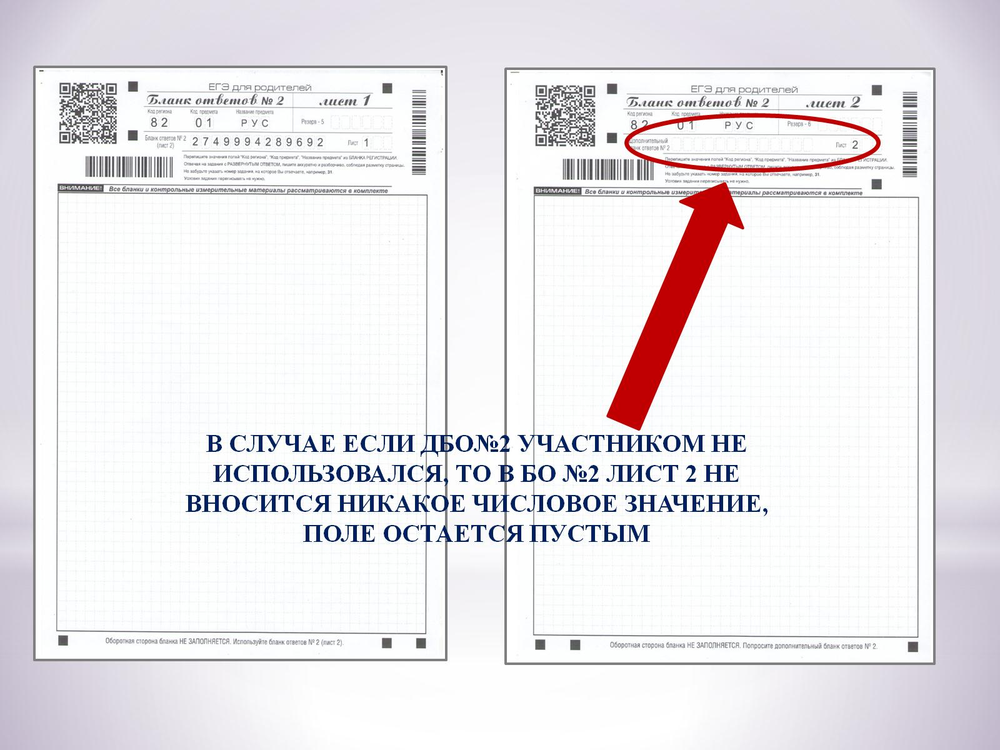 ЕГЭ для родителей
Бланк ответов № 2 лист 1
Код региона Код предмета Название предмета
82 01 РУС Резерв - 5
Бланк ответов № 2 (лист 2) 2749994289692 Лист 1
Перепишите значения полей "Код региона", "Код предмета", "Название предмета" из БЛАНКА РЕГИСТРАЦИИ.
Отвечая на задания с РАЗВЕРНУТЫМ ОТВЕТОМ, пишите аккуратно и разборчиво, соблюдая разметку страницы.
Не забудьте указать номер задания, на которое Вы отвечаете, например, 31.
Условия задания переписывать не нужно.
ВНИМАНИЕ! Все бланки и контрольные измерительные материалы рассматриваются в комплекте
Оборотная сторона бланка НЕ ЗАПОЛНЯЕТСЯ. Используйте бланк ответов № 2 (лист 2).
ЕГЭ для родителей
Бланк ответов № 2 лист 2
Код региона Код предмета Название предмета
82 01 РУС Резерв - 6
Дополнительный бланк ответов № 2 Лист 2
Перепишите значения полей "Код региона", "Код предмета", "Название предмета" из БЛАНКА РЕГИСТРАЦИИ.
Отвечая на задания с РАЗВЕРНУТЫМ ОТВЕТОМ, пишите аккуратно и разборчиво, соблюдая разметку страницы.
Не забудьте указать номер задания, на которое Вы отвечаете, например, 31.
Условия задания переписывать не нужно.
ВНИМАНИЕ! Все бланки и контрольные измерительные материалы рассматриваются в комплекте
Оборотная сторона бланка НЕ ЗАПОЛНЯЕТСЯ. Попросите дополнительный бланк ответов № 2.
В СЛУЧАЕ ЕСЛИ ДБО№2 УЧАСТНИКОМ НЕ
ИСПОЛЬЗОВАЛСЯ, ТО В БО №2 ЛИСТ 2 НЕ
ВНОСИТСЯ НИКАКОЕ ЧИСЛОВОЕ ЗНАЧЕНИЕ,
ПОЛЕ ОСТАЕТСЯ ПУСТЫМ